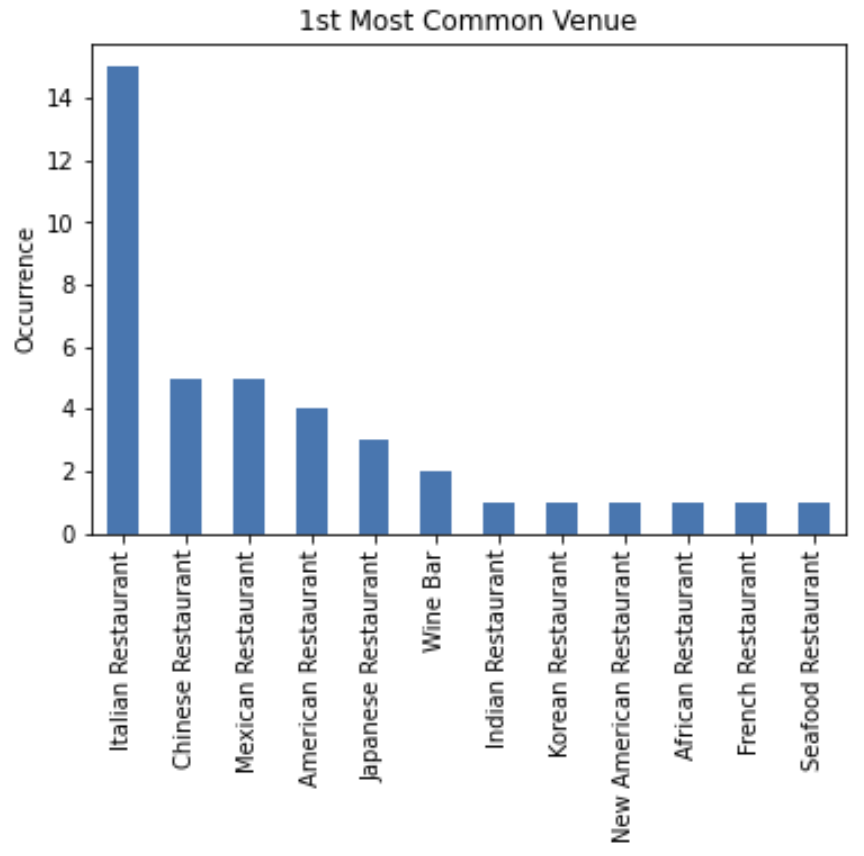 1st Most Common Venue
Occurrence
14
12
10
8
6
4
2
0
Italian Restaurant
Chinese Restaurant
Mexican Restaurant
American Restaurant
Japanese Restaurant
Wine Bar
Indian Restaurant
Korean Restaurant
New American Restaurant
African Restaurant
French Restaurant
Seafood Restaurant